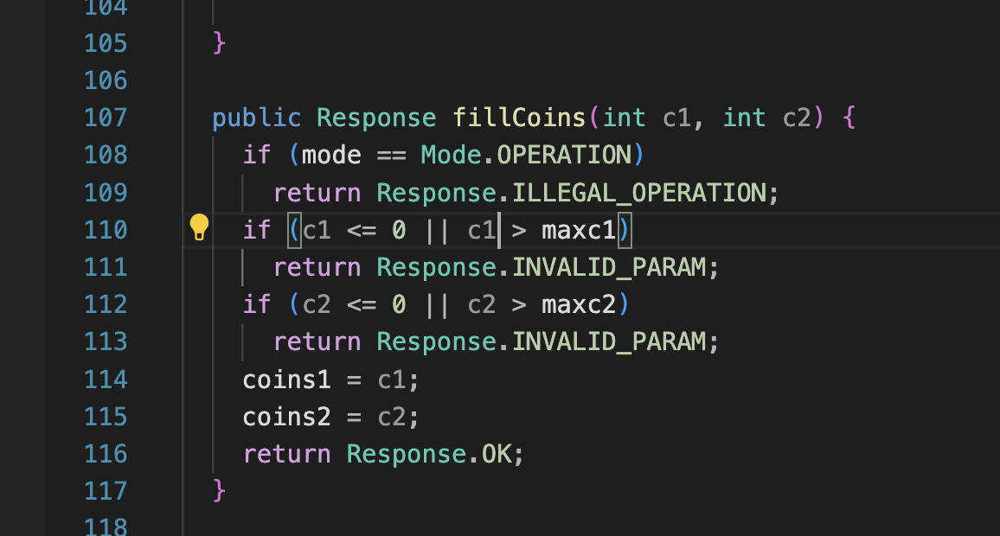 104
105 }
106
107 public Response fillCoins(int c1, int c2) {
108 if (mode == Mode.OPERATION)
109 return Response.ILLEGAL_OPERATION;
110 if (c1 <= 0 || c1 > maxc1)
111 return Response.INVALID_PARAM;
112 if (c2 <= 0 || c2 > maxc2)
113 return Response.INVALID_PARAM;
114 coins1 = c1;
115 coins2 = c2;
116 return Response.OK;
117 }
118